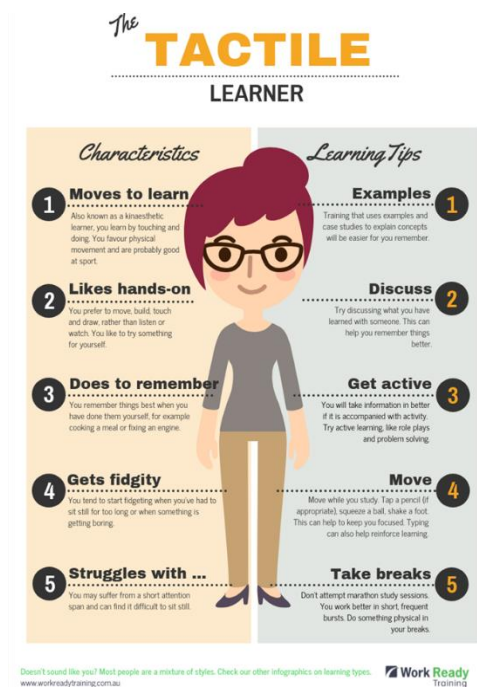 The
TACTILE
LEARNER
Characteristics
1
Moves to learn
Also known as a kinaesthetic
learner, you learn by touching and
doing. You favour physical
movement and are probably good
at sport.
2
Likes hands-on
You prefer to move, build, touch
and draw, rather than listen or
watch. You like to try something
for yourself.
3
Does to remember
You remember things best when you
have done them yourself, for example
cooking a meal or fixing an engine.
4
Gets fidgity
You tend to start fidgeting when you've had to
sit still for too long or when something is
getting boring.
5
Struggles with ...
You may suffer from a short attention
span and can find it difficult to sit still.
Learning Tips
Examples
1
Training that uses examples and
case studies to explain concepts
will be easier for you remember.
Discuss
2
Try discussing what you have
learned with someone. This can
help you remember things
better.
Get active
3
You will take information in better
if it is accompanied with activity.
Try active learning, like role plays
and problem solving.
Move
4
Move while you study. Tap a pencil (if
appropriate), squeeze a ball, shake a foot.
This can help to keep you focused. Typing
can also help reinforce learning.
Take breaks
5
Don't attempt marathon study sessions.
You work better in short, frequent
bursts. Do something physical in
your breaks.
Doesn't sound like you? Most people are a mixture of styles. Check our other infographics on learning types.
www.workreadytraining.com.au
Work Ready
Training